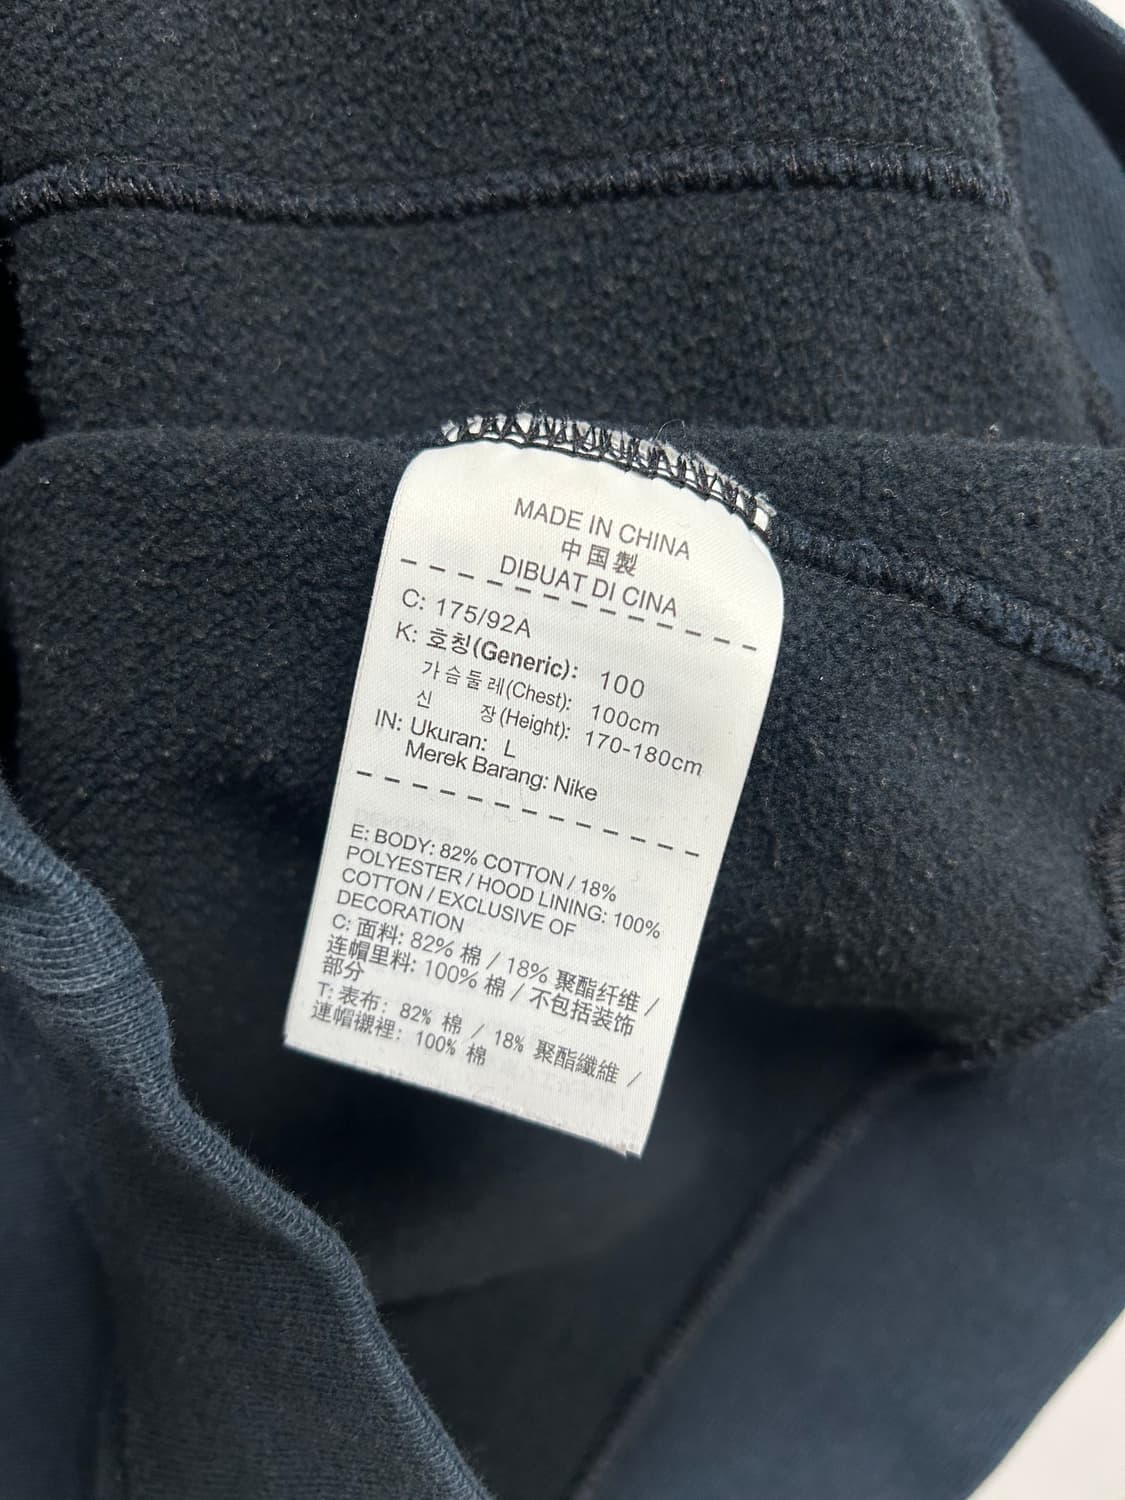 MADE IN CHINA
中国製
DIBUAT DI CINA
C: 175/92A
K: 호칭(Generic): 100
가슴둘레(Chest): 100cm
신 장(Height): 170-180cm
IN: Ukuran: L
Merek Barang: Nike
E: BODY: 82% COTTON / 18%
POLYESTER / HOOD LINING: 100%
COTTON / EXCLUSIVE OF
DECORATION
C: 面料: 82% 棉 / 18% 聚酯纤维 /
连帽里料: 100% 棉 / 不包括装饰
部分
T: 表布: 82% 棉 / 18% 聚酯纖維 /
連帽襯裡: 100% 棉